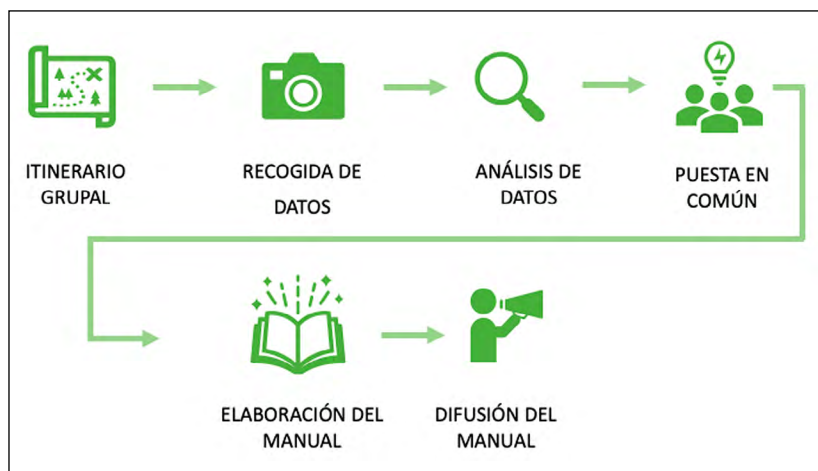 ITINERARIO
GRUPAL
RECOGIDA DE
DATOS
ANÁLISIS DE
DATOS
PUESTA EN
COMÚN
ELABORACIÓN DEL
MANUAL
DIFUSIÓN DEL
MANUAL